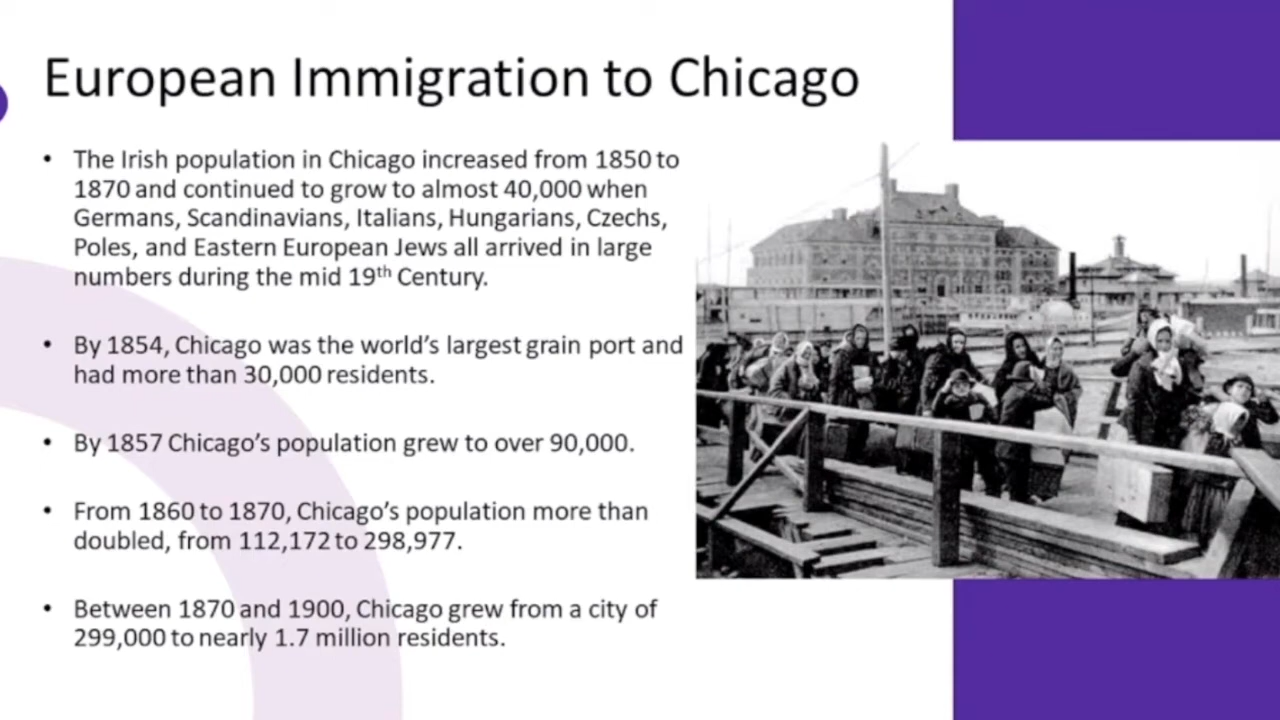 European Immigration to Chicago
• The Irish population in Chicago increased from 1850 to
1870 and continued to grow to almost 40,000 when
Germans, Scandinavians, Italians, Hungarians, Czechs,
Poles, and Eastern European Jews all arrived in large
numbers during the mid 19th Century.
• By 1854, Chicago was the world's largest grain port and
had more than 30,000 residents.
• By 1857 Chicago's population grew to over 90,000.
• From 1860 to 1870, Chicago's population more than
doubled, from 112,172 to 298,977.
• Between 1870 and 1900, Chicago grew from a city of
299,000 to nearly 1.7 million residents.